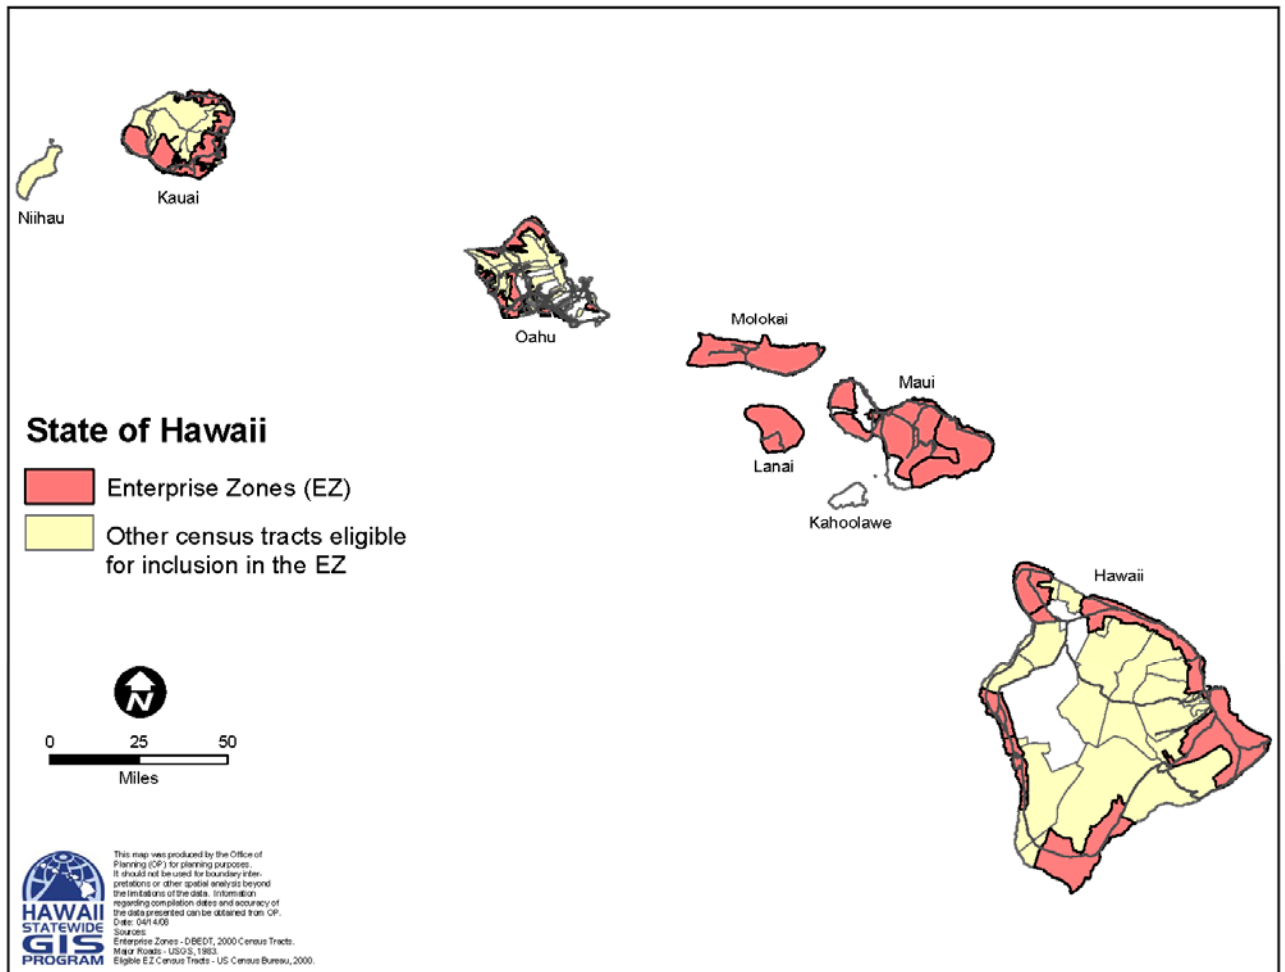 Niihau
Kauai
Oahu
Molokai
Maui
Lanai
Kahoolawe
Hawaii
State of Hawaii
Enterprise Zones (EZ)
Other census tracts eligible
for inclusion in the EZ
N
0 25 50
Miles
HAWAII
STATEWIDE
GIS
PROGRAM
This map was produced by the Office of
Planning (OP) for planning purposes.
It should not be used for boundary inter-
pretations or other spatial analysis beyond
the limitations of the data. Information
regarding compilation dates and accuracy of
the data presented can be obtained from OP.
Date: 04/14/08
Sources:
Enterprise Zones - DBEDT, 2000 Census Tracts.
Major Roads - USGS, 1983.
Eligible EZ Census Tracts - US Census Bureau, 2000.